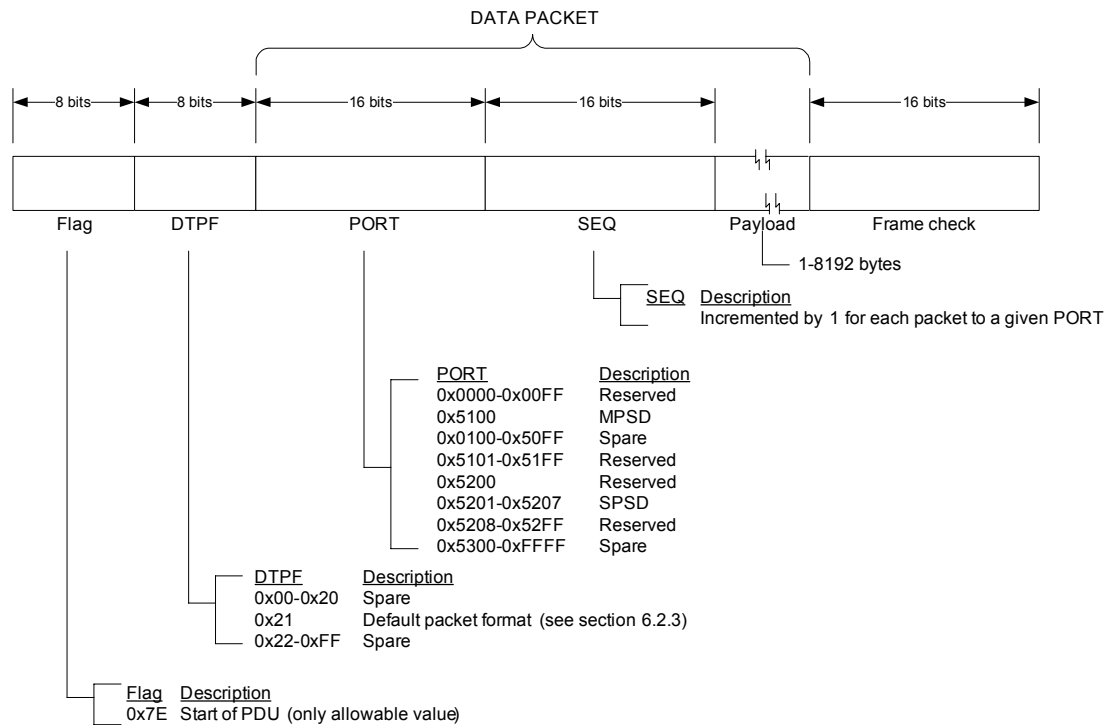 DATA PACKET
8 bits 8 bits 16 bits 16 bits 16 bits
Flag DTPF PORT SEQ Payload Frame check
1-8192 bytes
SEQ Description
Incremented by 1 for each packet to a given PORT
PORT Description
0x0000-0x00FF Reserved
0x5100 MPSD
0x0100-0x50FF Spare
0x5101-0x51FF Reserved
0x5200 Reserved
0x5201-0x5207 SPSD
0x5208-0x52FF Reserved
0x5300-0xFFFF Spare
DTPF Description
0x00-0x20 Spare
0x21 Default packet format (see section 6.2.3)
0x22-0xFF Spare
Flag Description
0x7E Start of PDU (only allowable value)